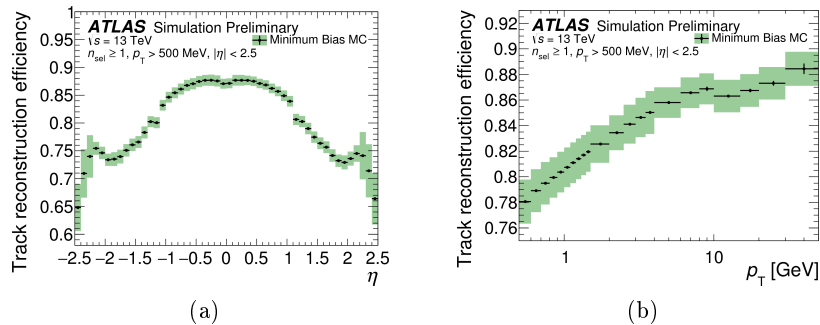 ATLAS Simulation Preliminary
√s = 13 TeV
Minimum Bias MC
n_sel ≥ 1, p_T > 500 MeV, |η| < 2.5
Track reconstruction efficiency
1
0.95
0.9
0.85
0.8
0.75
0.7
0.65
0.6
−2.5 −2 −1.5 −1 −0.5 0 0.5 1 1.5 2 2.5
η
(a)
ATLAS Simulation Preliminary
√s = 13 TeV
Minimum Bias MC
n_sel ≥ 1, p_T > 500 MeV, |η| < 2.5
Track reconstruction efficiency
0.92
0.9
0.88
0.86
0.84
0.82
0.8
0.78
0.76
1 10
p_T [GeV]
(b)